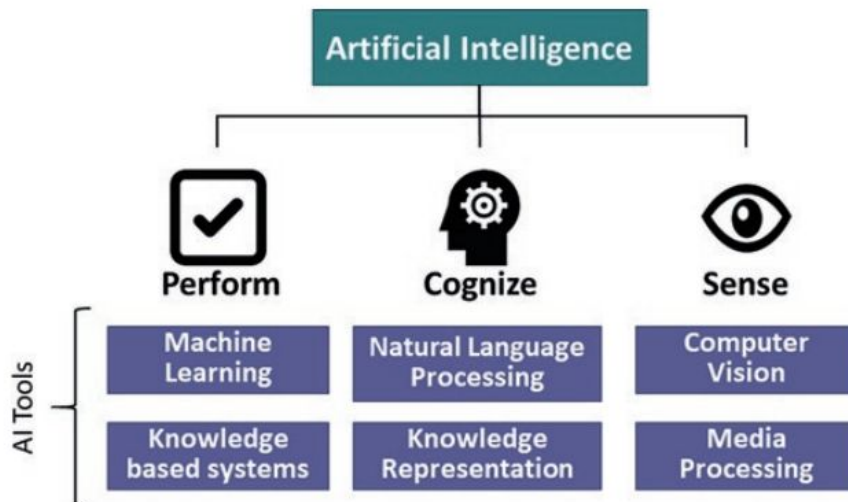 Artificial Intelligence
Perform
Cognize
Sense
AI Tools
Machine
Learning
Natural Language
Processing
Computer
Vision
Knowledge
based systems
Knowledge
Representation
Media
Processing